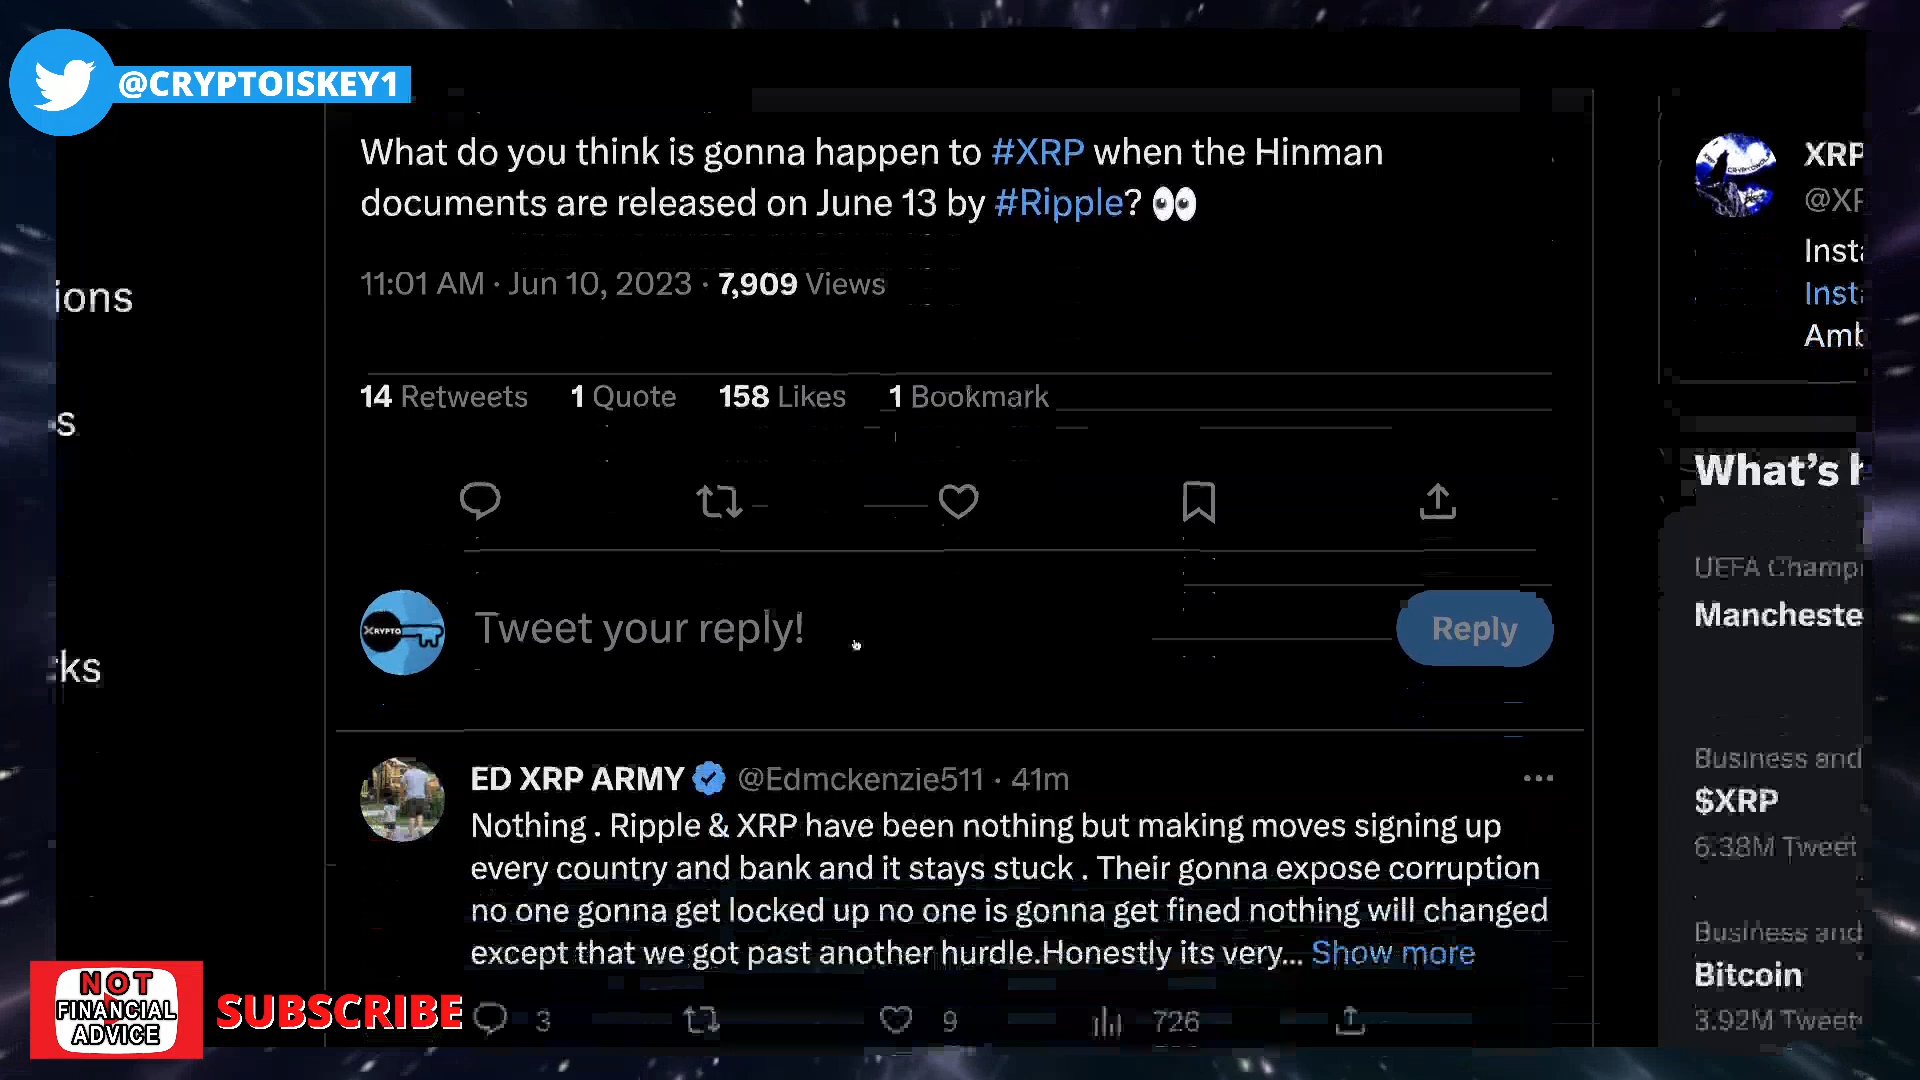 @CRYPTOISKEY1
What do you think is gonna happen to #XRP when the Hinman
documents are released on June 13 by #Ripple? 👀
11:01 AM · Jun 10, 2023 · 7,909 Views
14 Retweets 1 Quote 158 Likes 1 Bookmark
XRYPTO
Tweet your reply!
Reply
ED XRP ARMY @Edmckenzie511 · 41m
Nothing . Ripple & XRP have been nothing but making moves signing up
every country and bank and it stays stuck . Their gonna expose corruption
no one gonna get locked up no one is gonna get fined nothing will changed
except that we got past another hurdle.Honestly its very... Show more
3 9 726
ions
s
ks
NOT
FINANCIAL
ADVICE
SUBSCRIBE
XRP
@XF
Insta
Inst
Amb
What's h
UEFA Champi
Mancheste
Business and
$XRP
6.38M Tweet
Business and
Bitcoin
3.92M Tweet